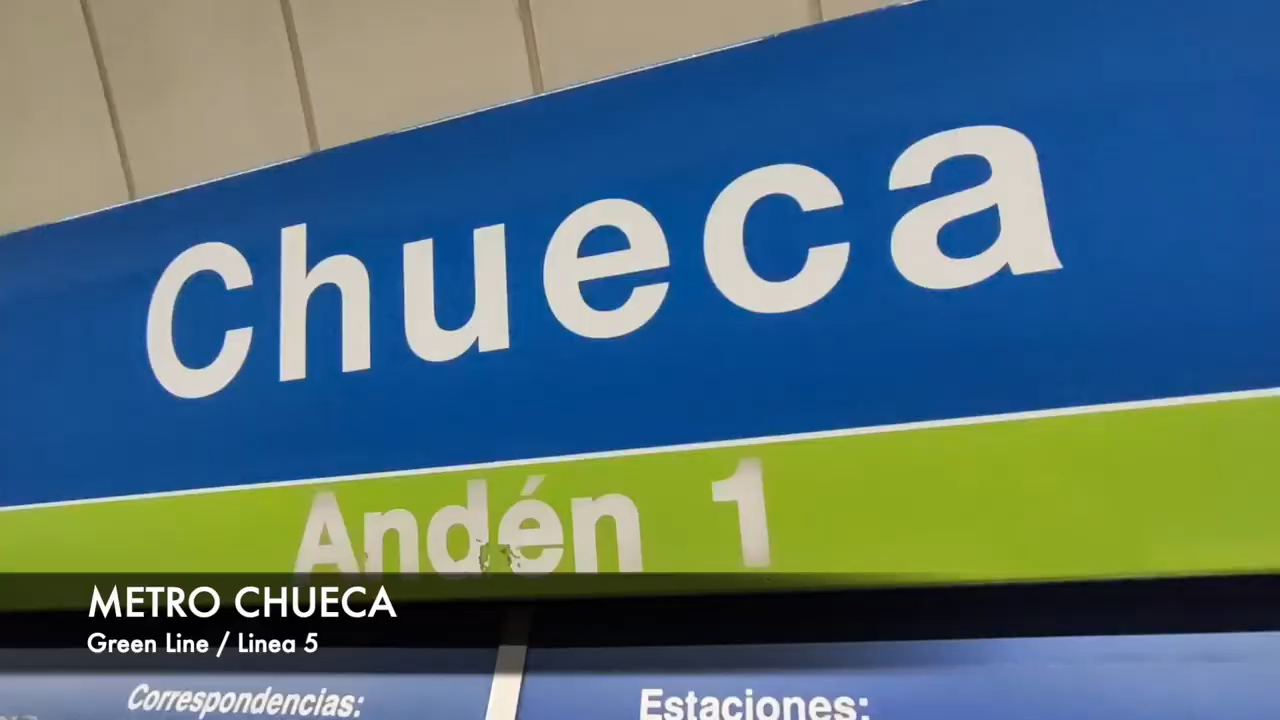 Chueca
Andén 1
METRO CHUECA
Green Line / Linea 5
Correspondencias:
Estaciones: